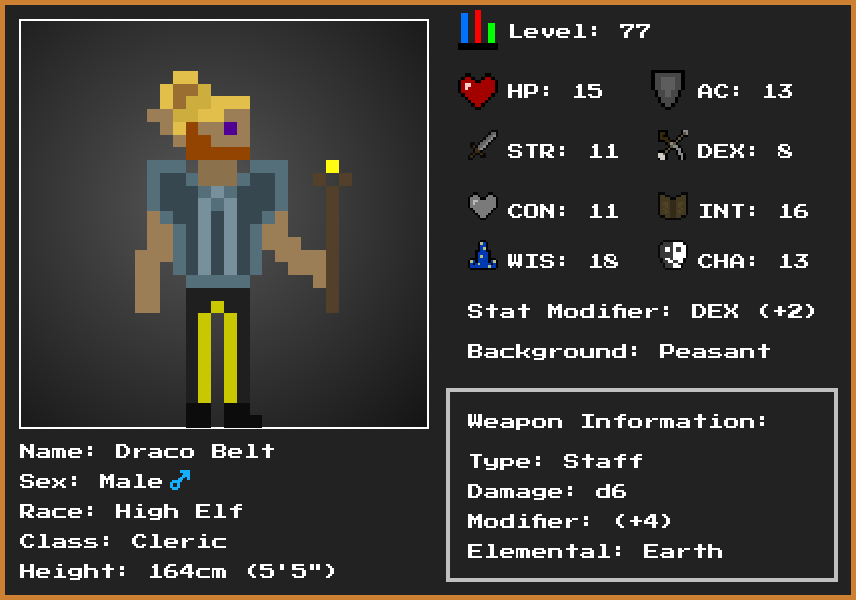 Level: 77
HP: 15
AC: 13
STR: 11
DEX: 8
CON: 11
INT: 16
WIS: 18
CHA: 13
Stat Modifier: DEX (+2)
Background: Peasant
Weapon Information:
Type: Staff
Damage: d6
Modifier: (+4)
Elemental: Earth
Name: Draco Belt
Sex: Male♂
Race: High Elf
Class: Cleric
Height: 164cm (5'5")